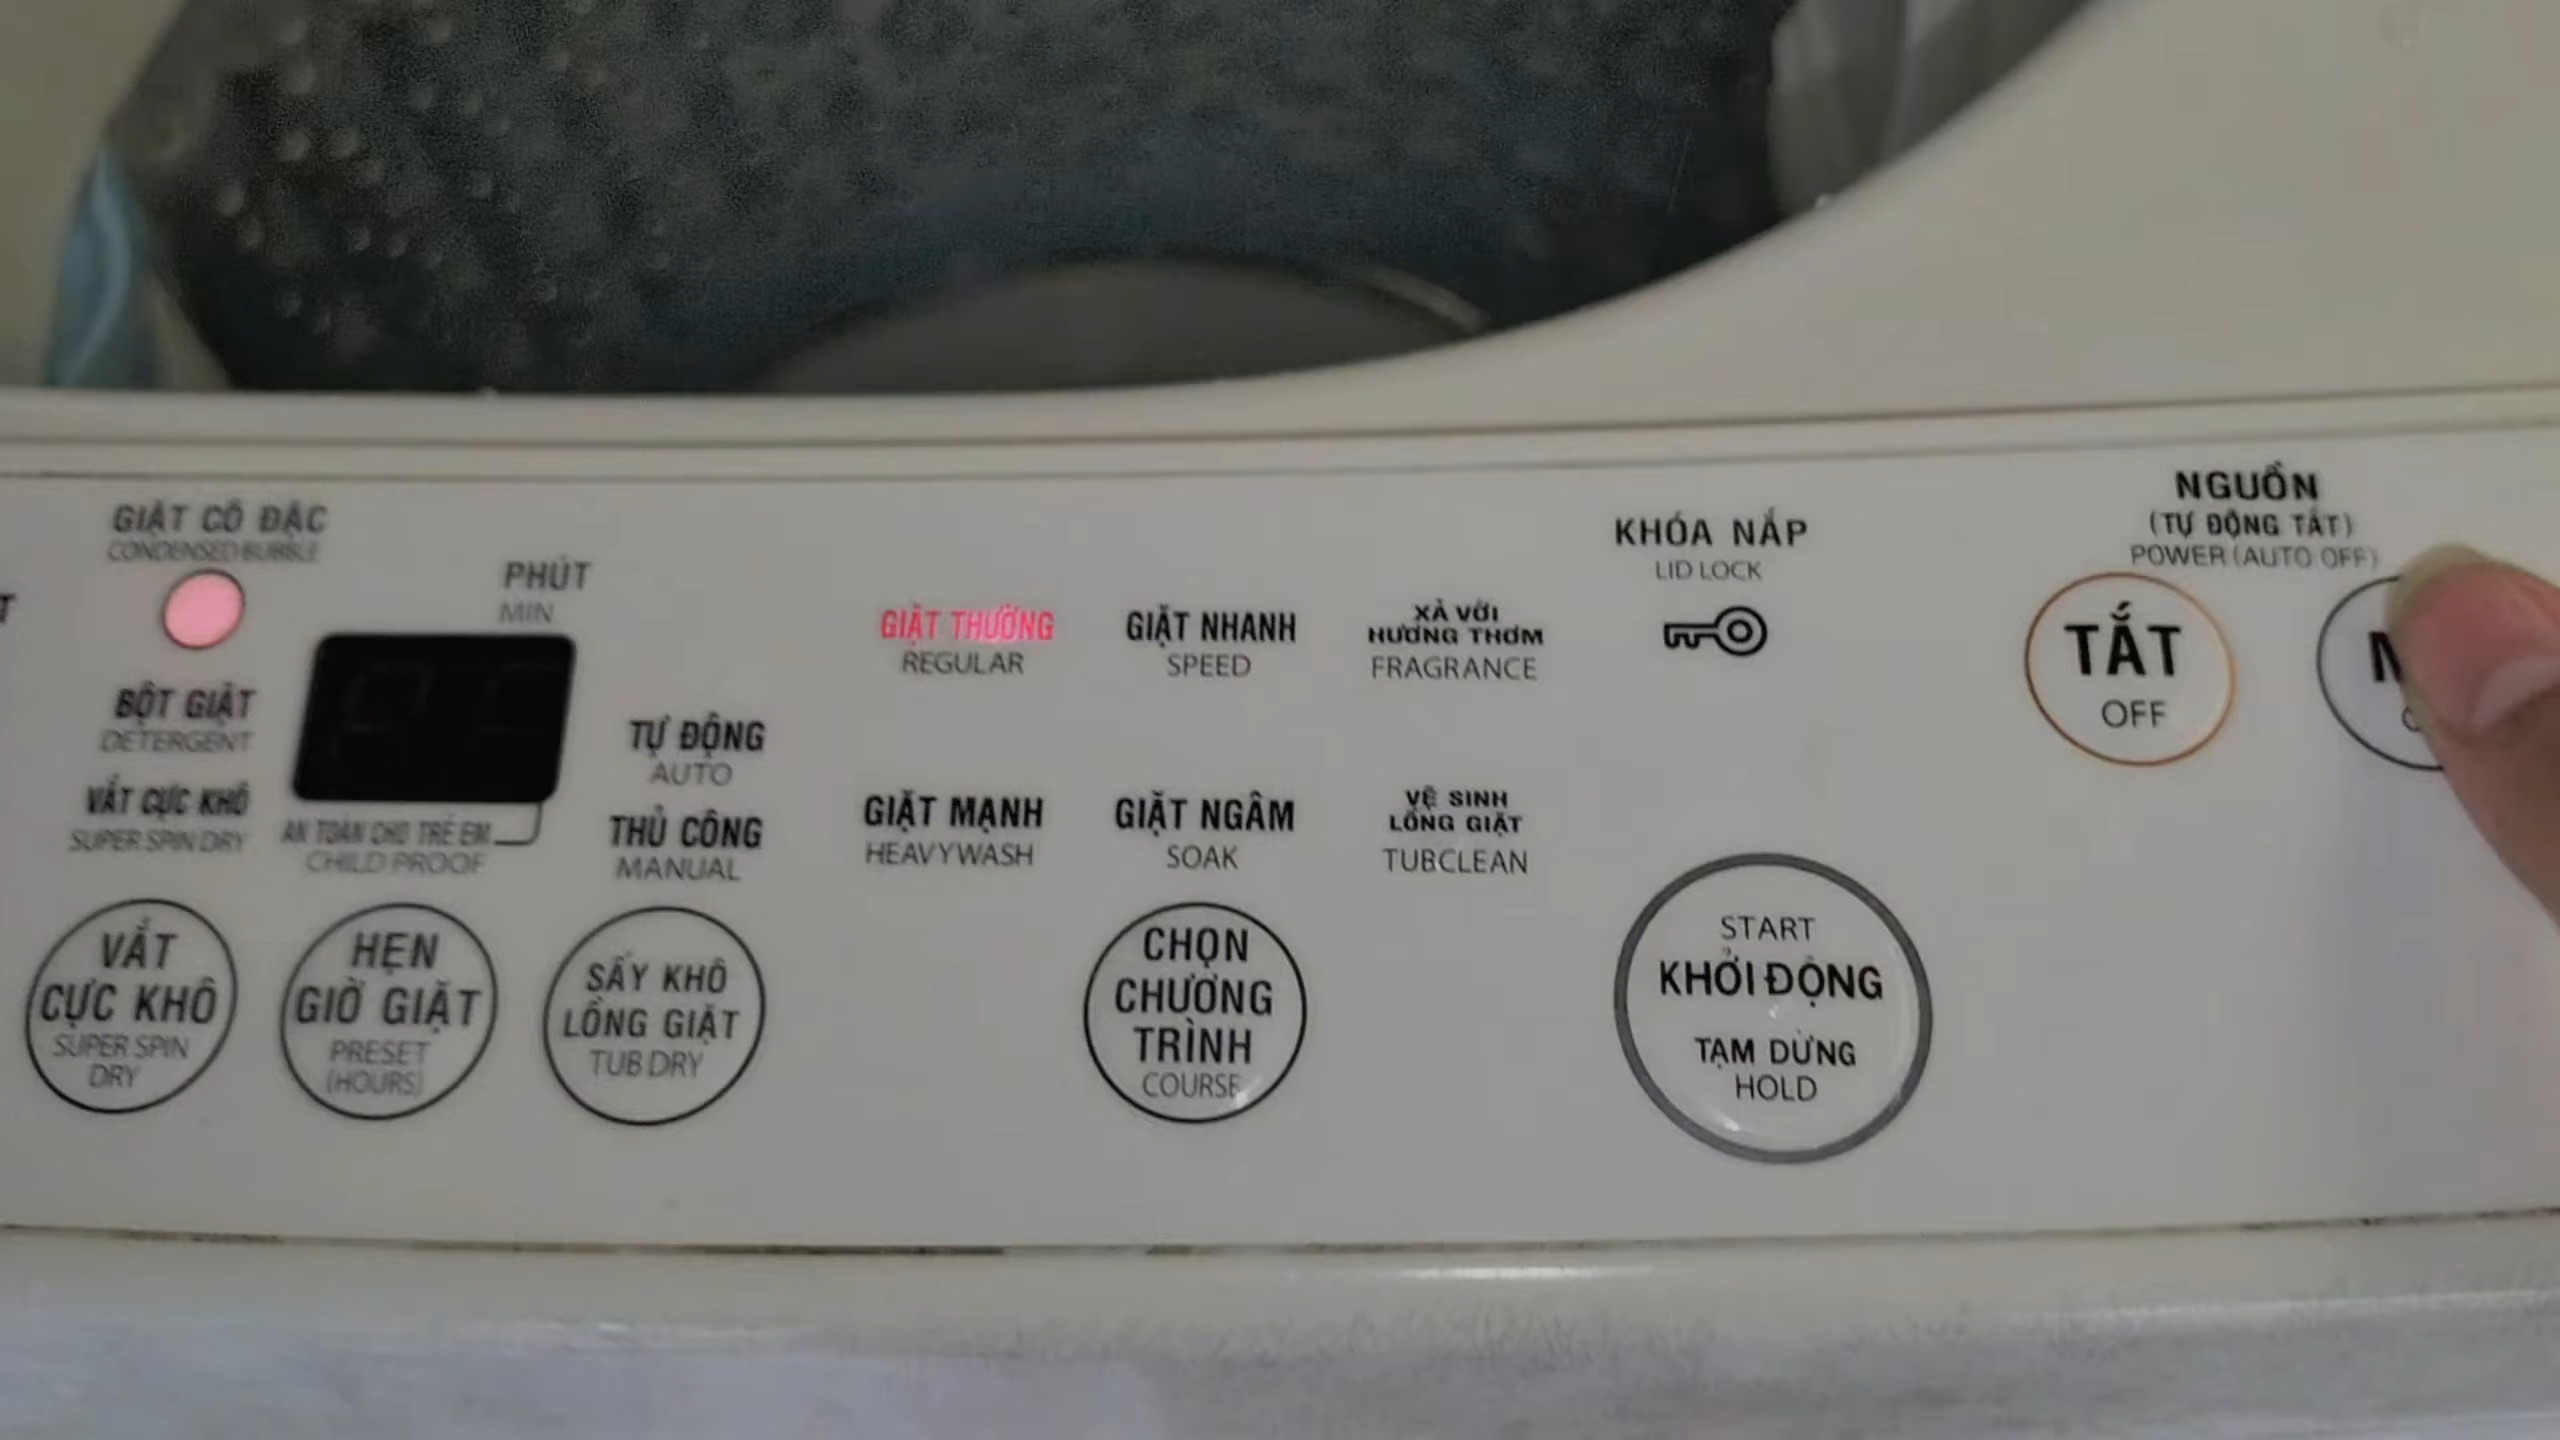 GIẶT CÔ ĐẶC
CONDENSED BUBBLE
PHÚT
MIN
BỘT GIẶT
DETERGENT
VẮT CỰC KHÔ
SUPER SPIN DRY
AN TOÀN CHO TRẺ EM
CHILD PROOF
TỰ ĐỘNG
AUTO
THỦ CÔNG
MANUAL
VẮT
CỰC KHÔ
SUPER SPIN
DRY
HẸN
GIỜ GIẶT
PRESET
(HOURS)
SẤY KHÔ
LỒNG GIẶT
TUB DRY
GIẶT THƯỜNG
REGULAR
GIẶT NHANH
SPEED
XẢ VỚI
HƯƠNG THƠM
FRAGRANCE
GIẶT MẠNH
HEAVYWASH
GIẶT NGÂM
SOAK
VỆ SINH
LỒNG GIẶT
TUBCLEAN
CHỌN
CHƯƠNG
TRÌNH
COURSE
KHÓA NẮP
LID LOCK
START
KHỞI ĐỘNG
TẠM DỪNG
HOLD
NGUỒN
(TỰ ĐỘNG TẮT)
POWER (AUTO OFF)
TẮT
OFF